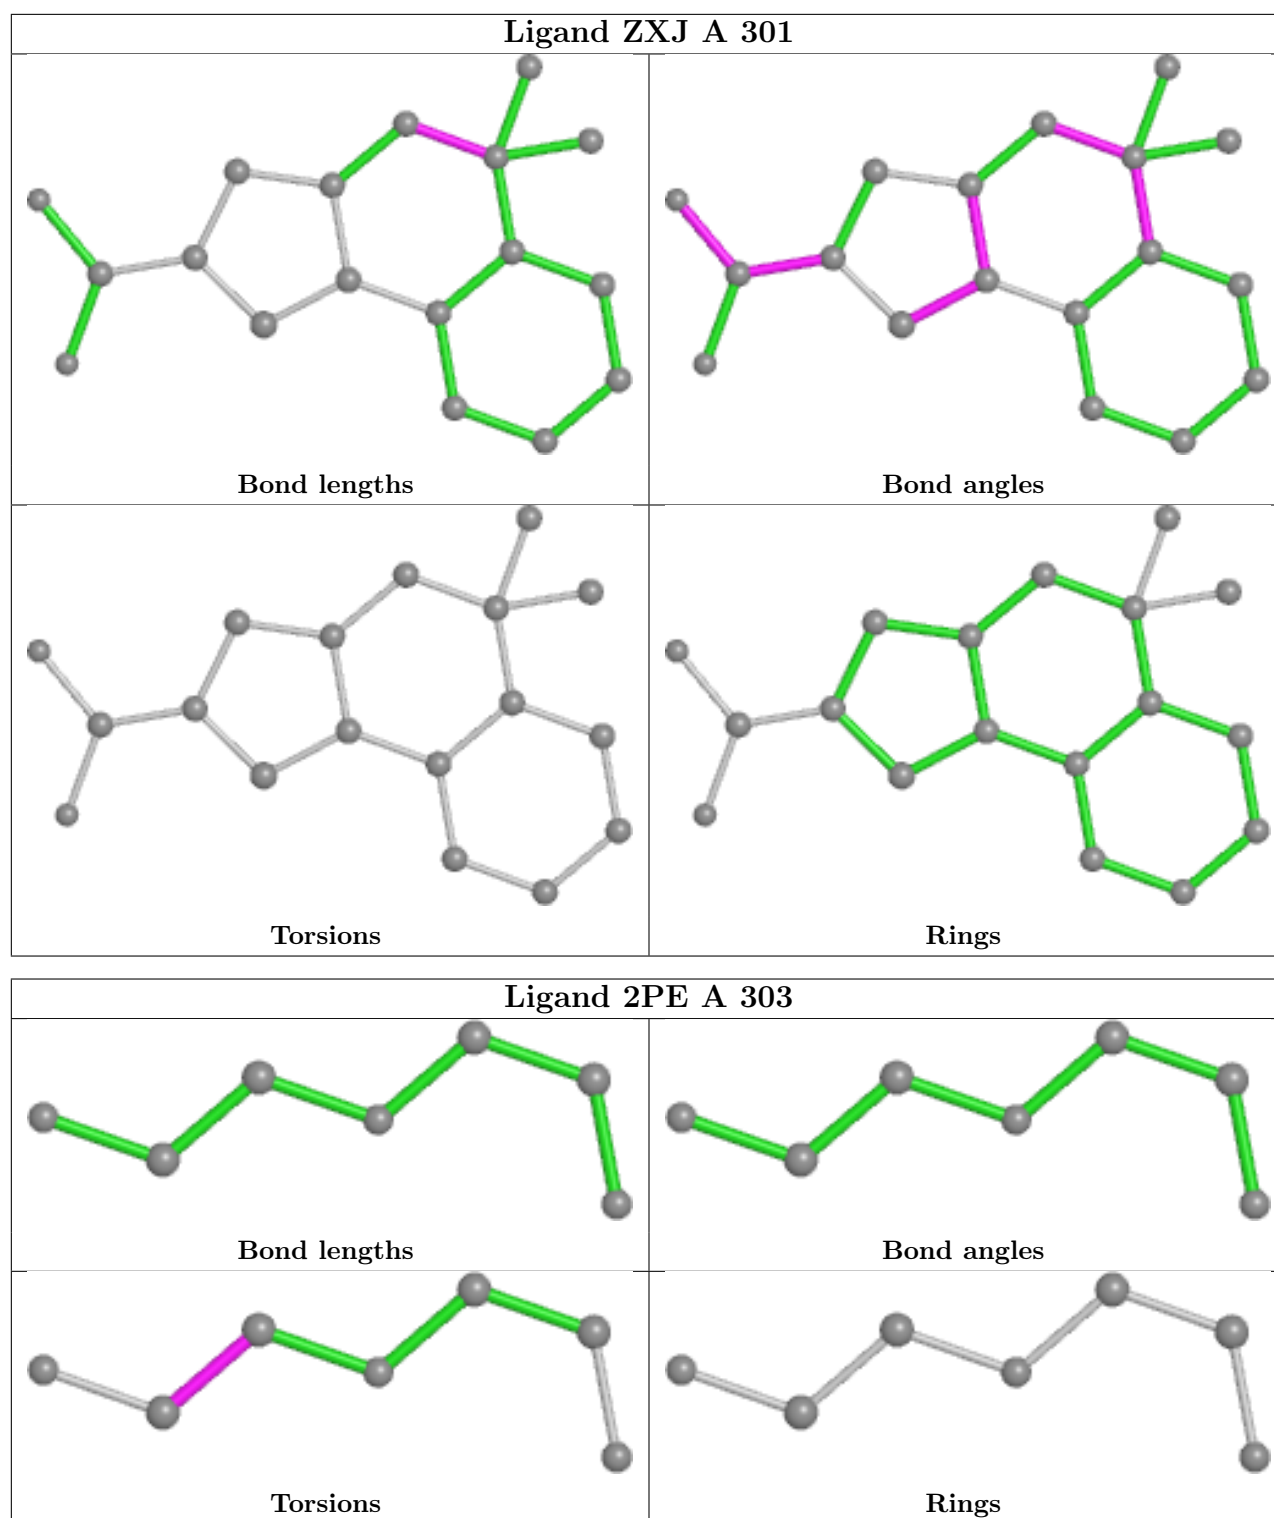 Ligand ZXJ A 301
Bond lengths
Bond angles
Torsions
Rings
Ligand 2PE A 303
Bond lengths
Bond angles
Torsions
Rings